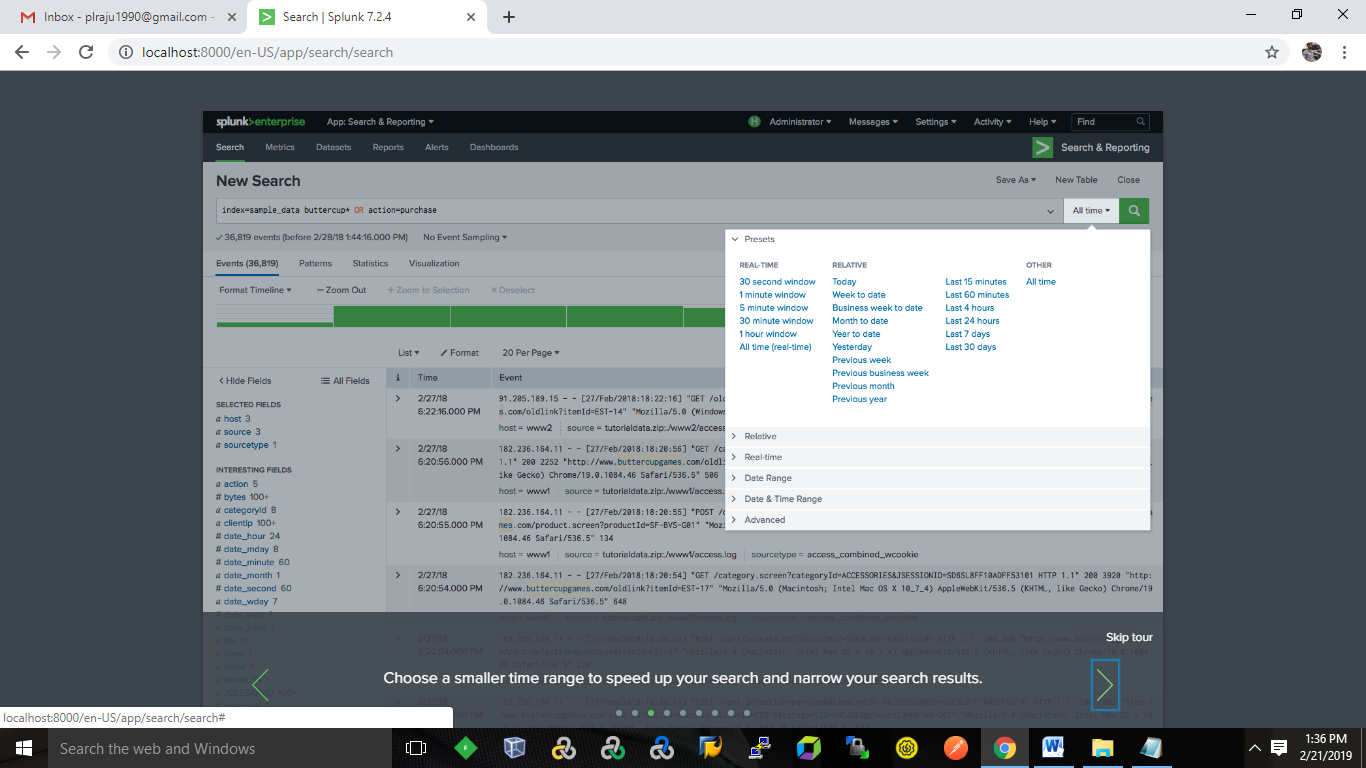 Inbox - plraju1990@gmail.com -
Search | Splunk 7.2.4
localhost:8000/en-US/app/search/search
splunk>enterprise App: Search & Reporting
H Administrator Messages Settings Activity Help Find
Search Metrics Datasets Reports Alerts Dashboards
Search & Reporting
New Search
Save As New Table Close
index=sample_data buttercup* OR action=purchase
All time
36,819 events (before 2/28/18 1:44:16.000 PM) No Event Sampling
Events (36,819) Patterns Statistics Visualization
Format Timeline — Zoom Out + Zoom to Selection × Deselect
List Format 20 Per Page
Presets
REAL-TIME
30 second window
1 minute window
5 minute window
30 minute window
1 hour window
All time (real-time)
RELATIVE
Today
Week to date
Business week to date
Month to date
Year to date
Yesterday
Previous week
Previous business week
Previous month
Previous year
Last 15 minutes
Last 60 minutes
Last 4 hours
Last 24 hours
Last 7 days
Last 30 days
OTHER
All time
Relative
Real-time
Date Range
Date & Time Range
Advanced
Hide Fields All Fields
SELECTED FIELDS
a host 3
a source 3
a sourcetype 1
INTERESTING FIELDS
a action 5
# bytes 100+
a categoryId 8
a clientip 100+
# date_hour 24
# date_mday 8
# date_minute 60
a date_month 1
# date_second 60
a date_wday 7
i Time Event
2/27/18
6:22:16.000 PM
91.205.189.15 - - [27/Feb/2018:18:22:16] "GET /old
s.com/oldlink?itemId=EST-14" "Mozilla/5.0 (Windows
host = www2 source = tutorialdata.zip:/www2/access
2/27/18
6:20:56.000 PM
182.236.164.11 - - [27/Feb/2018:18:20:56] "GET /ca
1.1" 200 2252 "http://www.buttercupgames.com/oldli
ike Gecko) Chrome/19.0.1084.46 Safari/536.5" 506
host = www1 source = tutorialdata.zip:/www1/access.
2/27/18
6:20:55.000 PM
182.236.164.11 - - [27/Feb/2018:18:20:55] "POST /
mes.com/product.screen?productId=SF-BVS-G01" "Moz
1084.46 Safari/536.5" 134
host = www1 source = tutorialdata.zip:/www1/access.log sourcetype = access_combined_wcookie
2/27/18
6:20:54.000 PM
182.236.164.11 - - [27/Feb/2018:18:20:54] "GET /category.screen?categoryId=ACCESSORIES&JSESSIONID=SD6SL8FF10ADFF53101 HTTP 1.1" 200 3920 "http:
//www.buttercupgames.com/oldlink?itemId=EST-17" "Mozilla/5.0 (Macintosh; Intel Mac OS X 10_7_4) AppleWebKit/536.5 (KHTML, like Gecko) Chrome/19
.0.1084.46 Safari/536.5" 648
Skip tour
Choose a smaller time range to speed up your search and narrow your search results.
localhost:8000/en-US/app/search/search#
Search the web and Windows
1:36 PM
2/21/2019